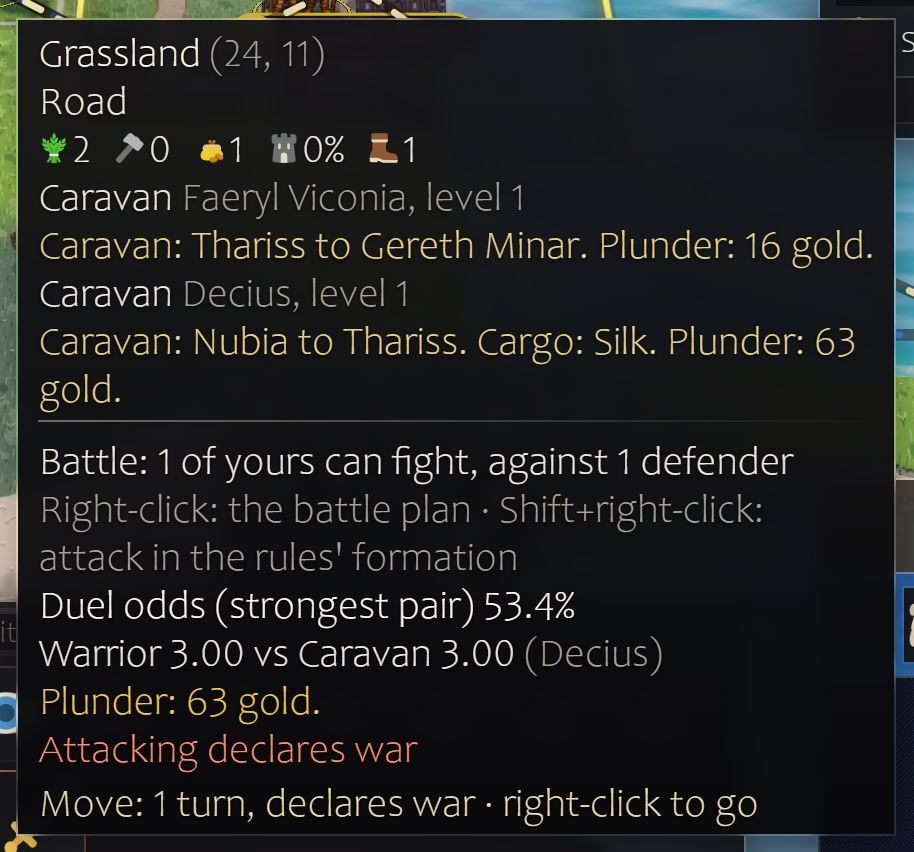 Grassland (24, 11)
Road
2 0 1 0% 1
Caravan Faeryl Viconia, level 1
Caravan: Thariss to Gereth Minar. Plunder: 16 gold.
Caravan Decius, level 1
Caravan: Nubia to Thariss. Cargo: Silk. Plunder: 63
gold.
Battle: 1 of yours can fight, against 1 defender
Right-click: the battle plan · Shift+right-click:
attack in the rules' formation
Duel odds (strongest pair) 53.4%
Warrior 3.00 vs Caravan 3.00 (Decius)
Plunder: 63 gold.
Attacking declares war
Move: 1 turn, declares war · right-click to go